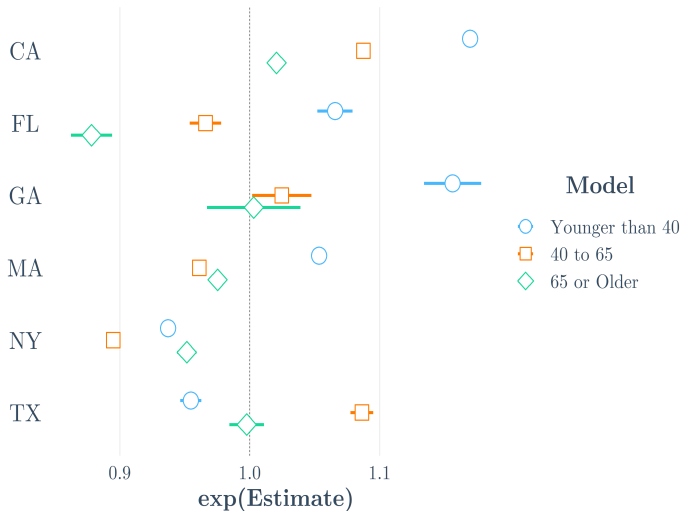 CA
FL
GA
MA
NY
TX
0.9 1.0 1.1
exp(Estimate)
Model
Younger than 40
40 to 65
65 or Older